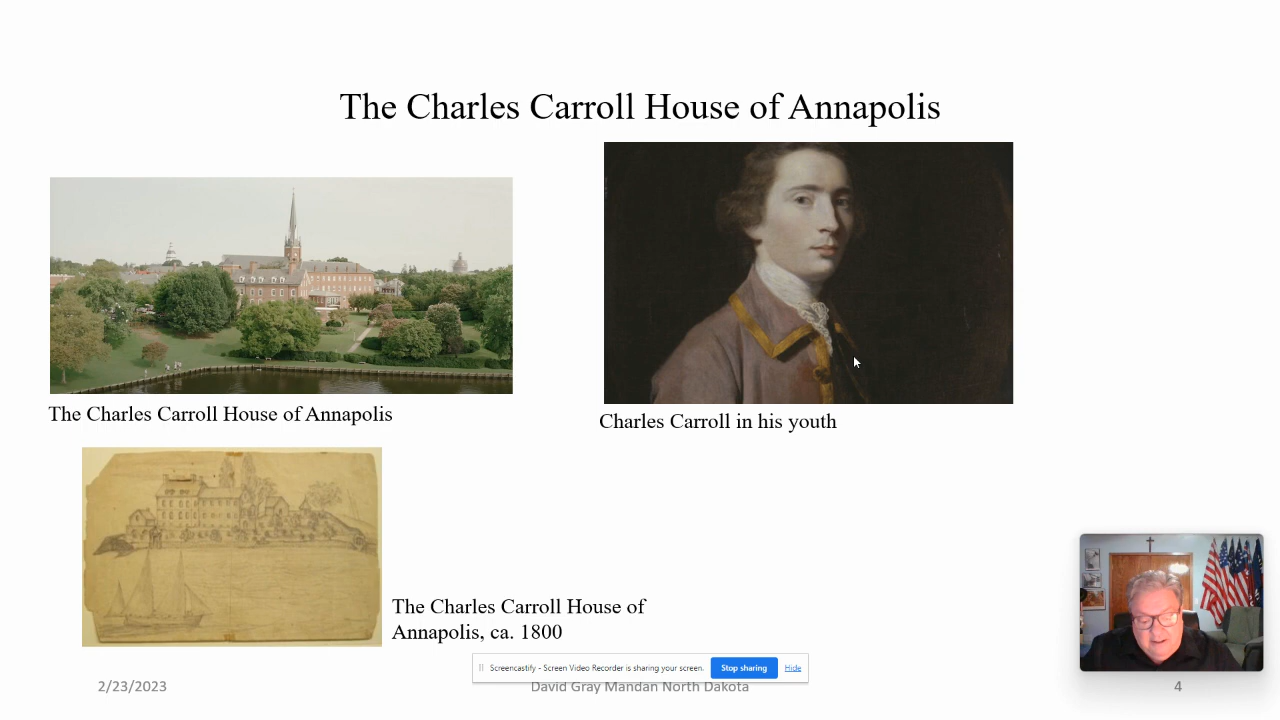 The Charles Carroll House of Annapolis
The Charles Carroll House of Annapolis
Charles Carroll in his youth
The Charles Carroll House of
Annapolis, ca. 1800
Screencastify - Screen Video Recorder is sharing your screen.
Stop sharing
Hide
2/23/2023
David Gray Mandan North Dakota
4